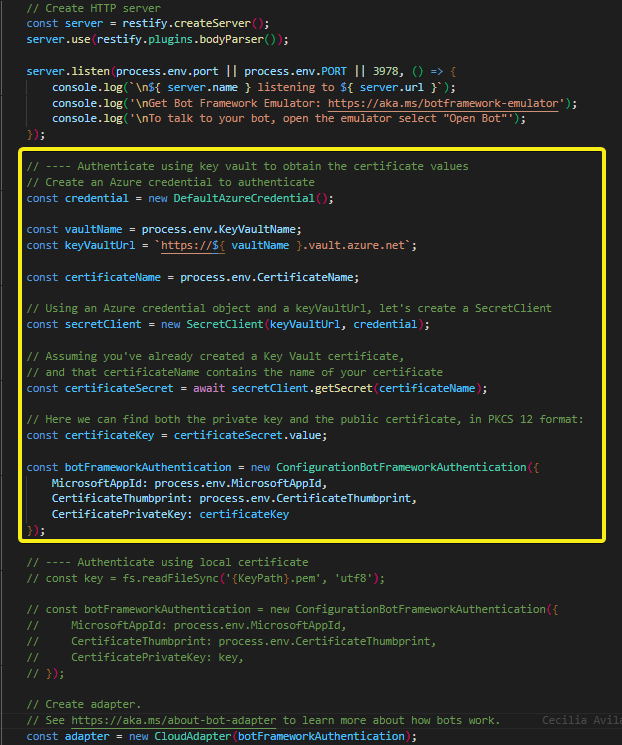 // Create HTTP server
const server = restify.createServer();
server.use(restify.plugins.bodyParser());
server.listen(process.env.port || process.env.PORT || 3978, () => {
console.log(`\n${ server.name } listening to ${ server.url }`);
console.log('\nGet Bot Framework Emulator: https://aka.ms/botframework-emulator');
console.log('\nTo talk to your bot, open the emulator select "Open Bot"');
});
// ---- Authenticate using key vault to obtain the certificate values
// Create an Azure credential to authenticate
const credential = new DefaultAzureCredential();
const vaultName = process.env.KeyVaultName;
const keyVaultUrl = `https://${ vaultName }.vault.azure.net`;
const certificateName = process.env.CertificateName;
// Using an Azure credential object and a keyVaultUrl, let's create a SecretClient
const secretClient = new SecretClient(keyVaultUrl, credential);
// Assuming you've already created a Key Vault certificate,
// and that certificateName contains the name of your certificate
const certificateSecret = await secretClient.getSecret(certificateName);
// Here we can find both the private key and the public certificate, in PKCS 12 format:
const certificateKey = certificateSecret.value;
const botFrameworkAuthentication = new ConfigurationBotFrameworkAuthentication({
MicrosoftAppId: process.env.MicrosoftAppId,
CertificateThumbprint: process.env.CertificateThumbprint,
CertificatePrivateKey: certificateKey
});
// ---- Authenticate using local certificate
// const key = fs.readFileSync('{KeyPath}.pem', 'utf8');
// const botFrameworkAuthentication = new ConfigurationBotFrameworkAuthentication({
//     MicrosoftAppId: process.env.MicrosoftAppId,
//     CertificateThumbprint: process.env.CertificateThumbprint,
//     CertificatePrivateKey: key,
// });
// Create adapter.
// See https://aka.ms/about-bot-adapter to learn more about how bots work. Cecilia Avila
const adapter = new CloudAdapter(botFrameworkAuthentication);